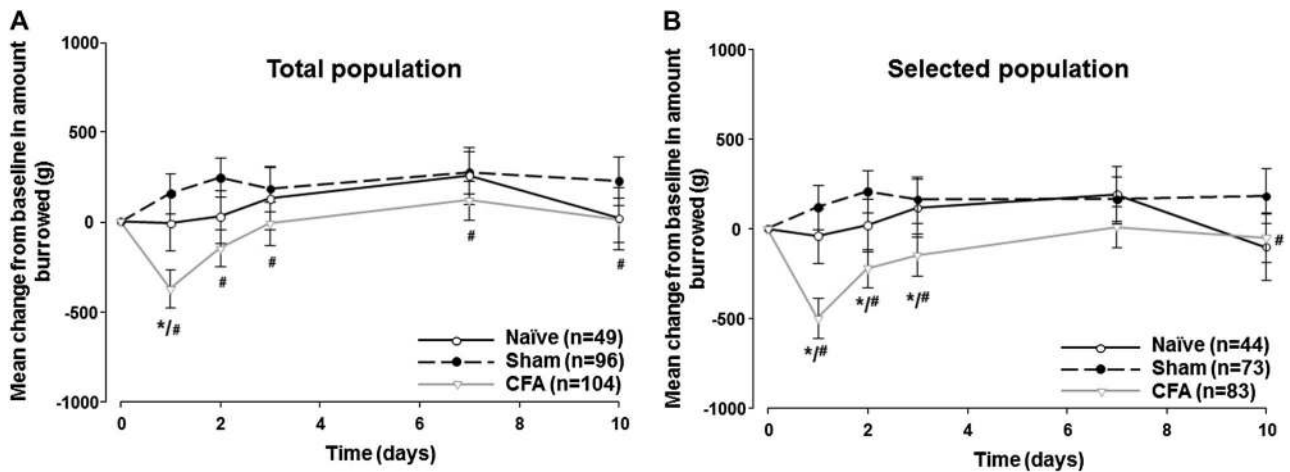 A
Total population
Mean change from baseline in amount
burrowed (g)
1000
500
0
-500
-1000
*/#
#
#
#
#
Naïve (n=49)
Sham (n=96)
CFA (n=104)
0
2
4
6
8
10
Time (days)
B
Selected population
Mean change from baseline in amount
burrowed (g)
1000
500
0
-500
-1000
*/#
*/#
*/#
#
Naïve (n=44)
Sham (n=73)
CFA (n=83)
0
2
4
6
8
10
Time (days)